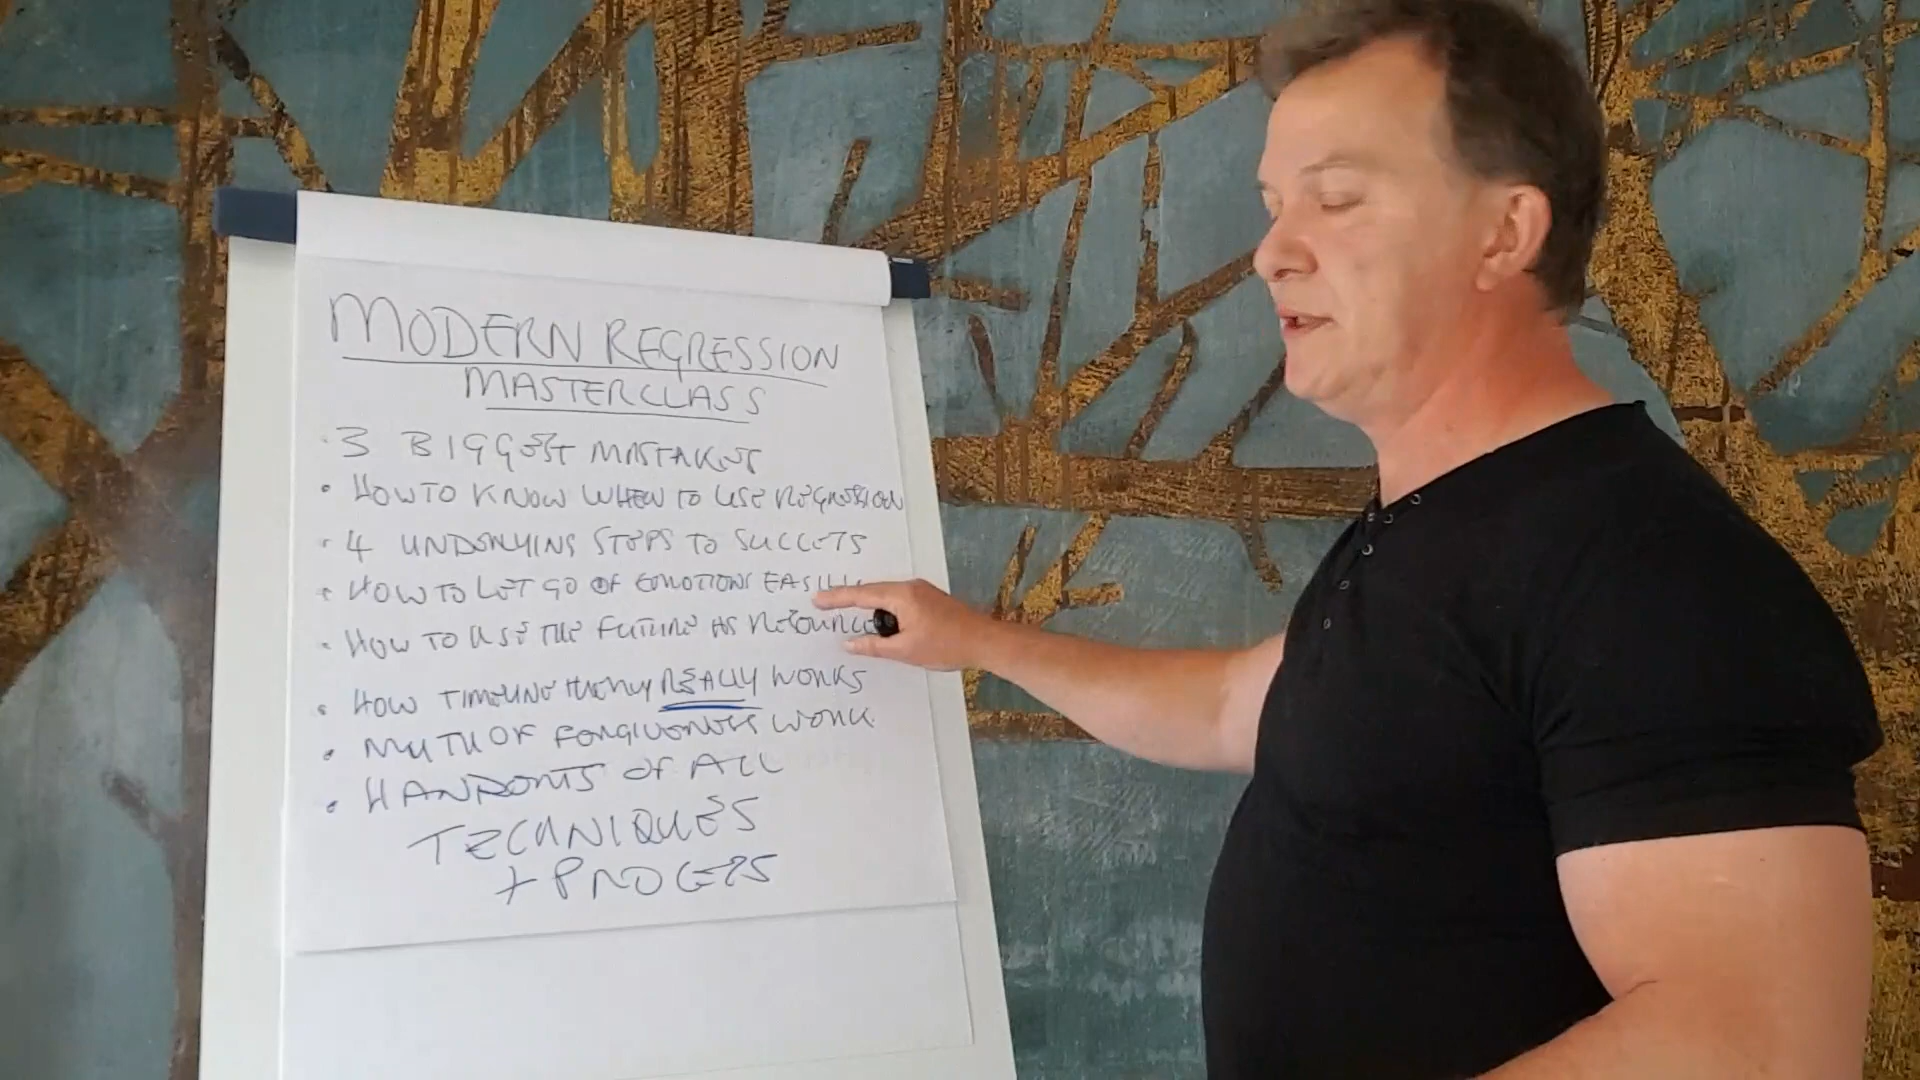 MODERN REGRESSION
MASTERCLASS
• 3 BIGGEST MISTAKES
• HOW TO KNOW WHEN TO USE REGRESSION
• 4 UNDERLYING STEPS TO SUCCESS
• HOW TO LET GO OF EMOTIONS EASILY
• HOW TO USE THE FUTURE AS RESOURCE
• HOW TIMELINE THERAPY REALLY WORKS
• MYTH OF FORGIVENESS WORK
• HANDOUTS OF ALL
TECHNIQUES
+ PROCESS